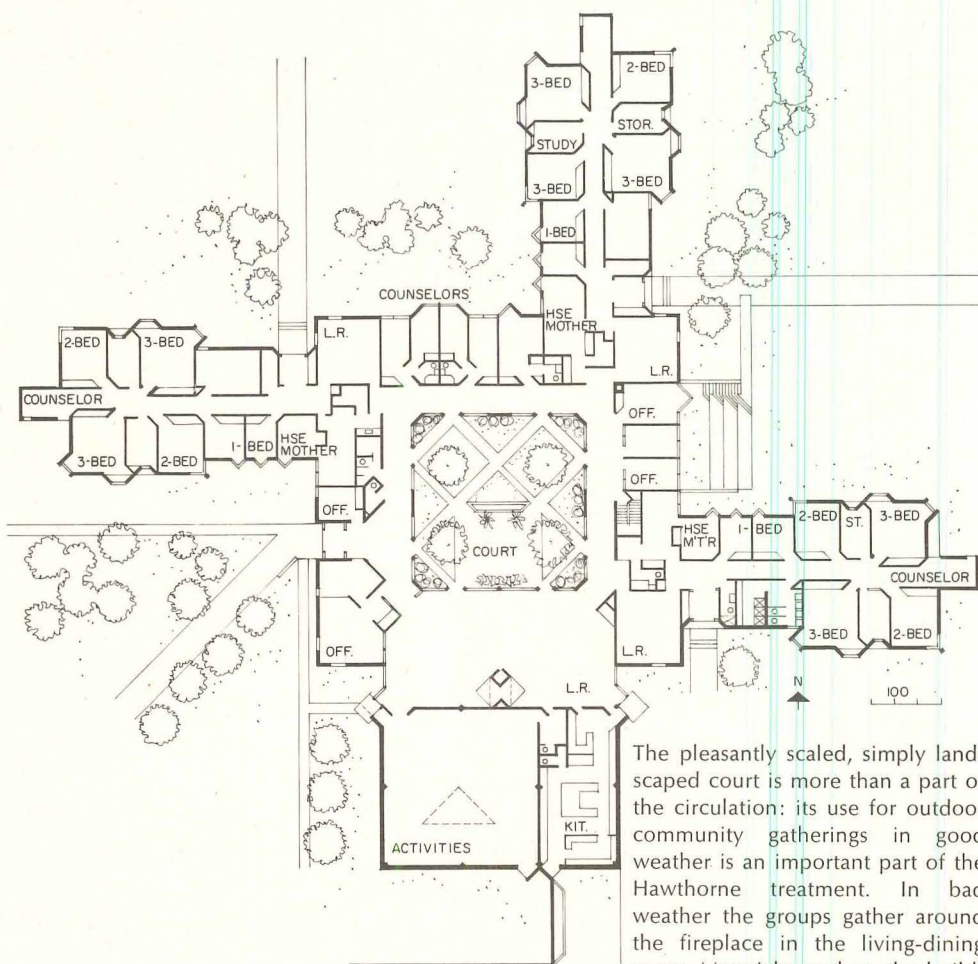 3-BED
2-BED
STUDY
STOR.
3-BED
3-BED
1-BED
COUNSELORS
HSE
MOTHER
L.R.
L.R.
2-BED
3-BED
COUNSELOR
3-BED
2-BED
1-BED
HSE
MOTHER
OFF.
OFF.
OFF.
OFF.
COURT
HSE
M'T'R
1-BED
2-BED
ST.
3-BED
COUNSELOR
3-BED
2-BED
L.R.
L.R.
N
100
ACTIVITIES
KIT.
The pleasantly scaled, simply land
scaped court is more than a part o
the circulation: its use for outdoo
community gatherings in good
weather is an important part of the
Hawthorne treatment. In bad
weather the groups gather around
the fireplace in the living-dining